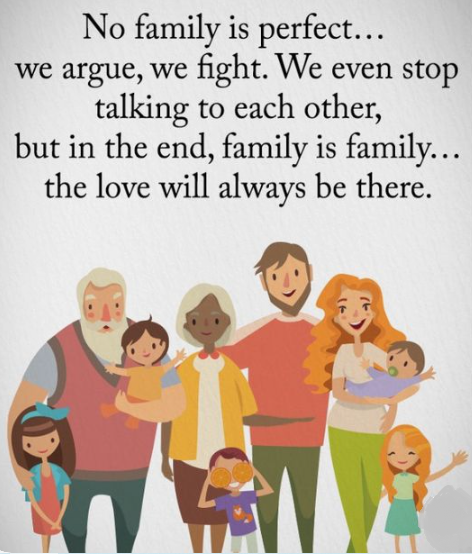 No family is perfect...
we argue, we fight. We even stop
talking to each other,
but in the end, family is family...
the love will always be there.